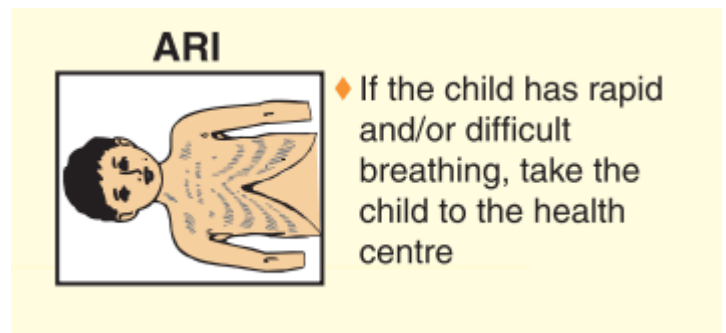 ARI
♦ If the child has rapid
and/or difficult
breathing, take the
child to the health
centre